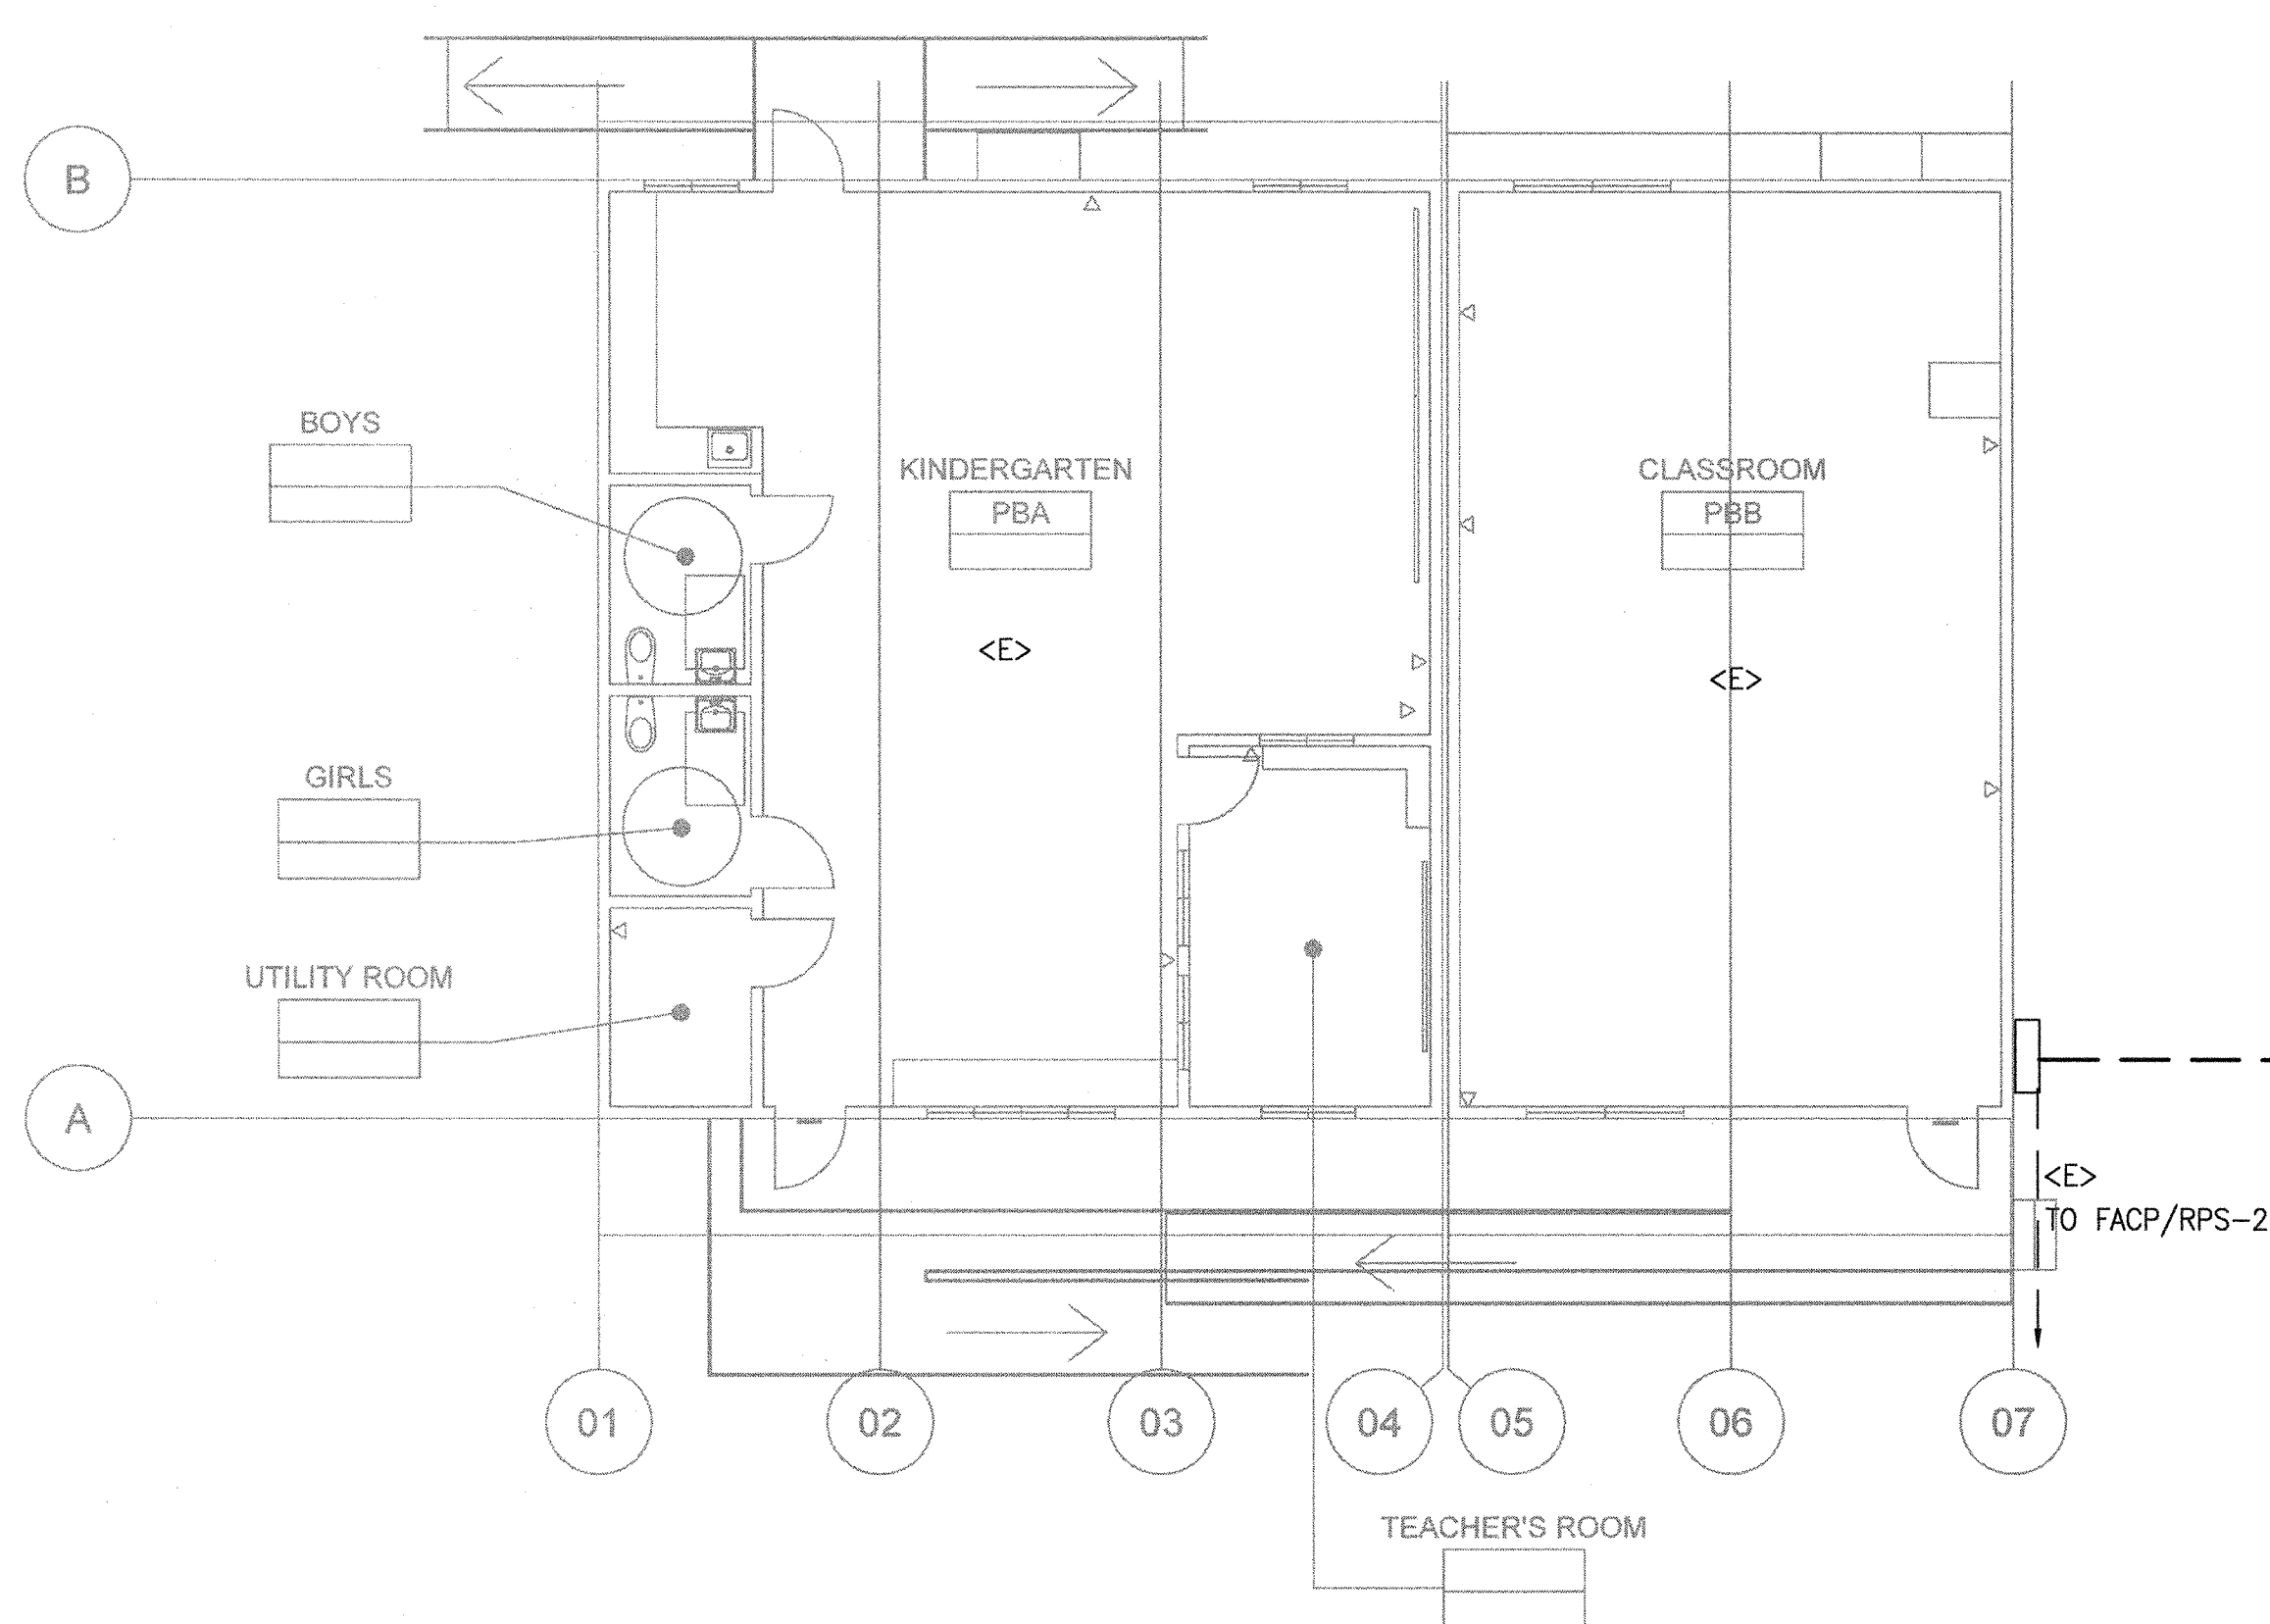 B
BOYS
KINDERGARTEN
PBA
CLASSROOM
PBB
<E>
<E>
GIRLS
UTILITY ROOM
A
<E>
TO FACP/RPS-2
01
02
03
04
05
06
07
TEACHER'S ROOM